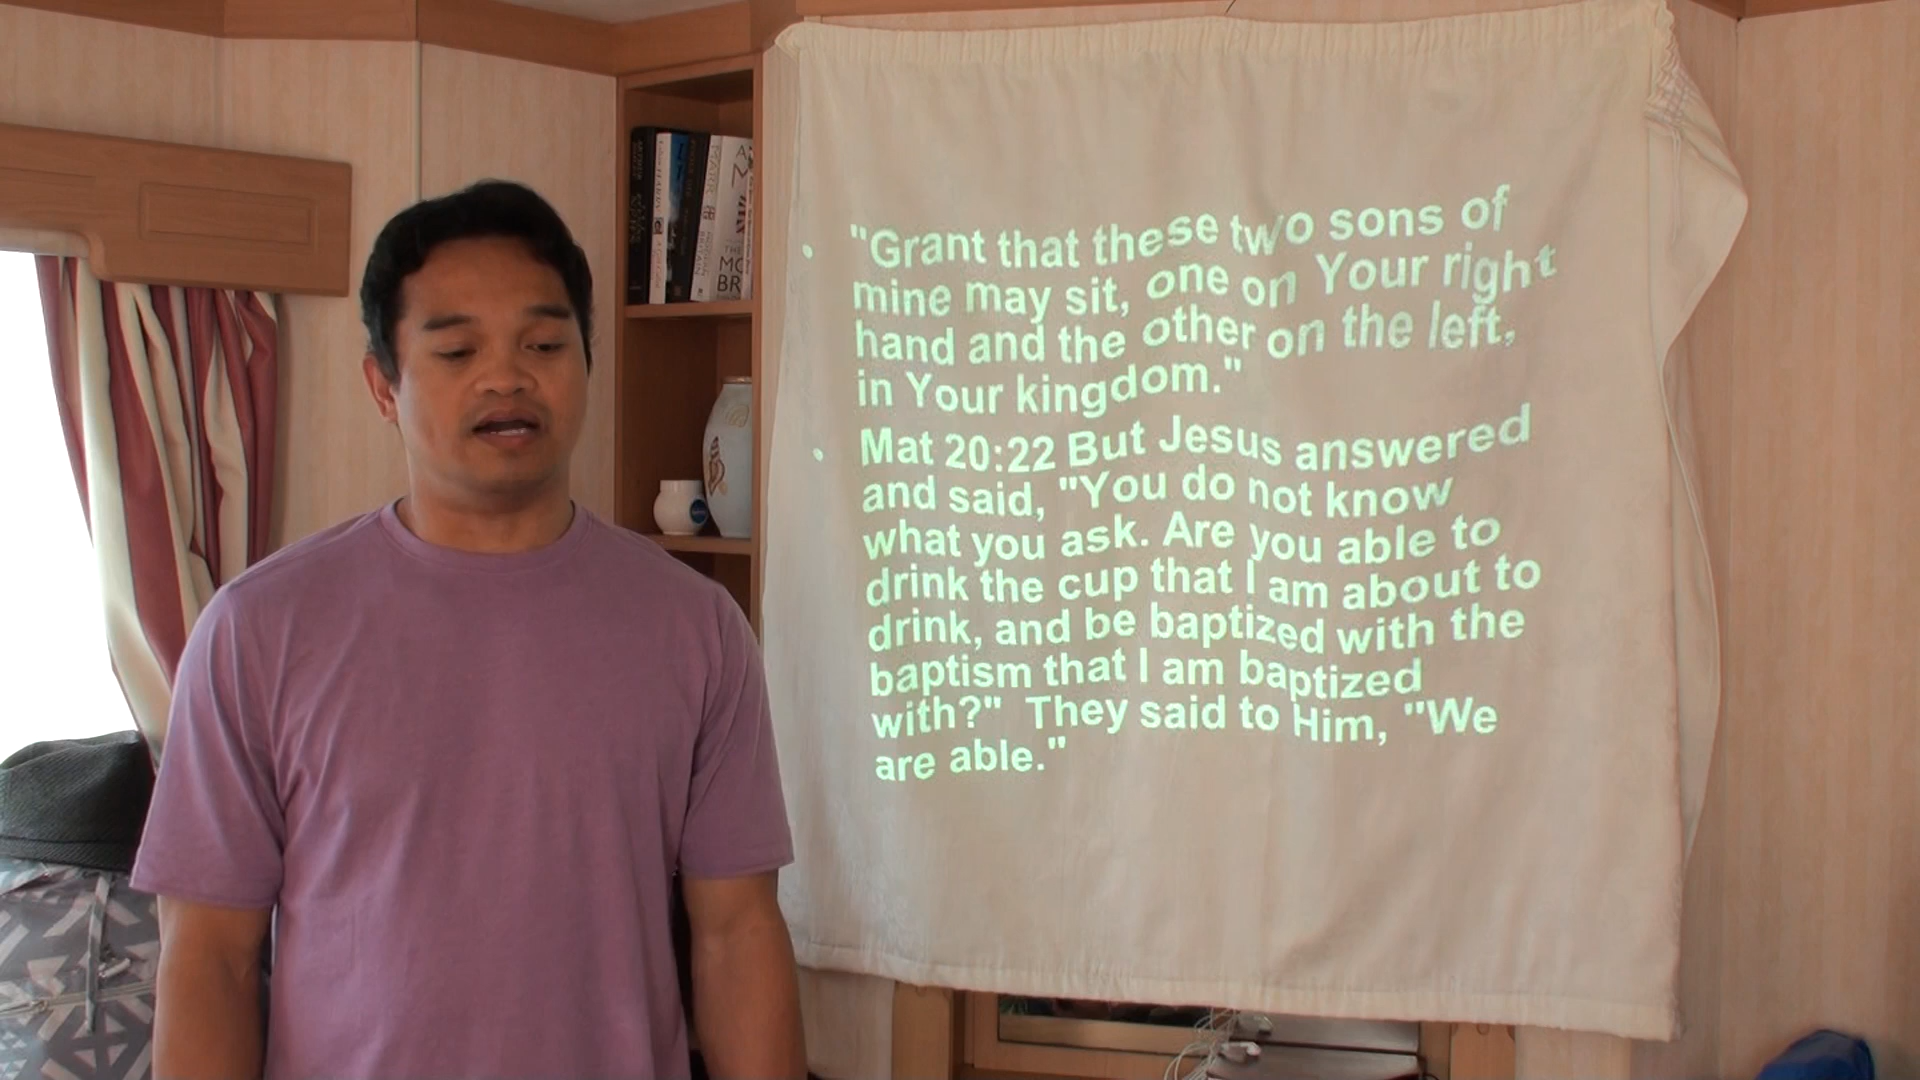 "Grant that these two sons of
mine may sit, one on Your right
hand and the other on the left,
in Your kingdom."
Mat 20:22 But Jesus answered
and said, "You do not know
what you ask. Are you able to
drink the cup that I am about to
drink, and be baptized with the
baptism that I am baptized
with?" They said to Him, "We
are able."